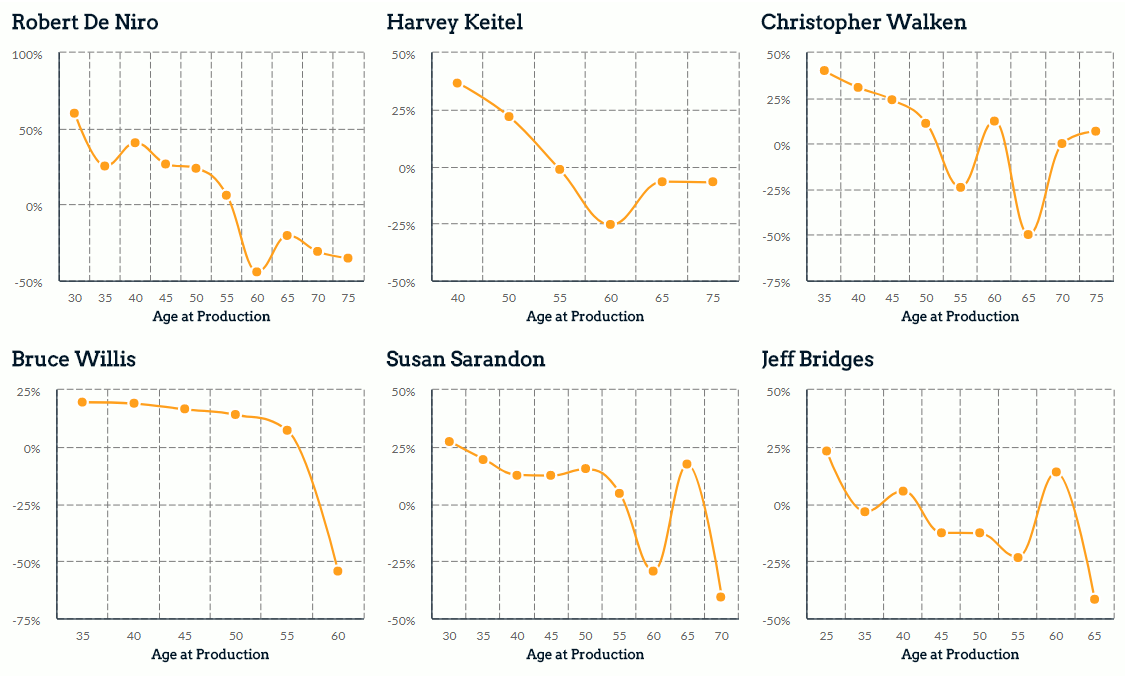 Robert De Niro
100%
50%
0%
-50%
30 35 40 45 50 55 60 65 70 75
Age at Production
Harvey Keitel
50%
25%
0%
-25%
-50%
40 50 55 60 65 75
Age at Production
Christopher Walken
50%
25%
0%
-25%
-50%
-75%
35 40 45 50 55 60 65 70 75
Age at Production
Bruce Willis
25%
0%
-25%
-50%
-75%
35 40 45 50 55 60
Age at Production
Susan Sarandon
50%
25%
0%
-25%
-50%
30 35 40 45 50 55 60 65 70
Age at Production
Jeff Bridges
50%
25%
0%
-25%
-50%
25 35 40 45 50 55 60 65
Age at Production